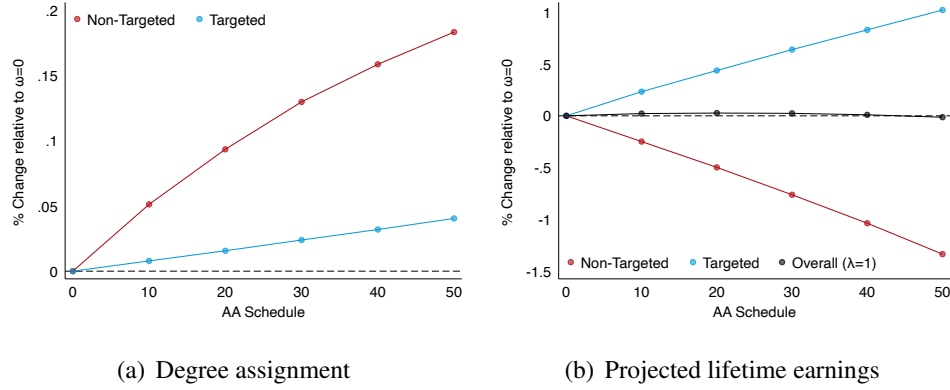 .2
.15
.1
.05
0
% Change relative to ω=0
Non-Targeted Targeted
0 10 20 30 40 50
AA Schedule
(a) Degree assignment
1
.5
0
-.5
-1
-1.5
% Change relative to ω=0
Non-Targeted Targeted Overall (λ=1)
0 10 20 30 40 50
AA Schedule
(b) Projected lifetime earnings